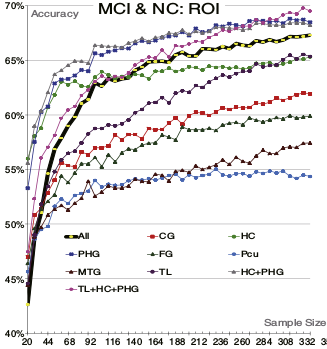 MCI & NC: ROI
70%
Accuracy
65%
60%
55%
50%
All CG HC
PHG FG Pcu
MTG TL HC+PHG
TL+HC+PHG
45%
Sample Size
40%
20 44 68 92 116 140 164 188 212 236 260 284 308 332 3